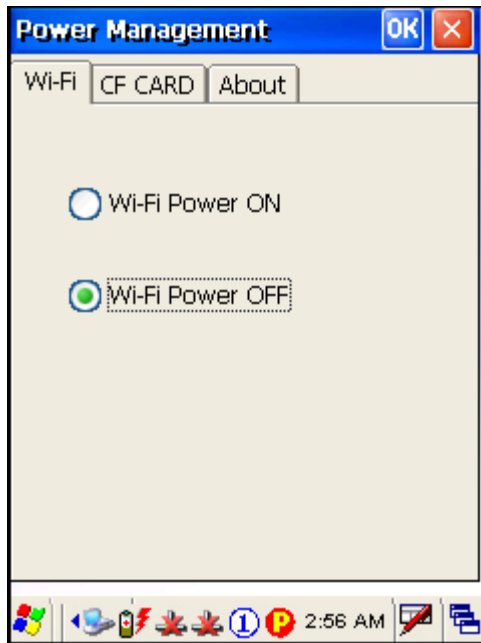 Power Management OK
Wi-Fi CF CARD About
Wi-Fi Power ON
Wi-Fi Power OFF
1 P 2:56 AM